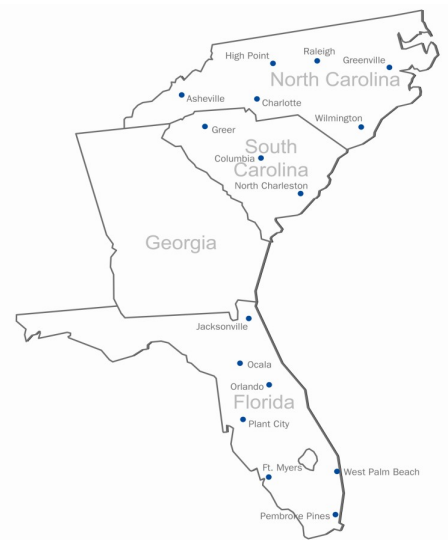 Raleigh
High Point
Greenville
North Carolina
Asheville
Charlotte
Wilmington
Greer
South
Carolina
Columbia
North Charleston
Georgia
Jacksonville
Ocala
Orlando
Florida
Plant City
Ft. Myers
West Palm Beach
Pembroke Pines